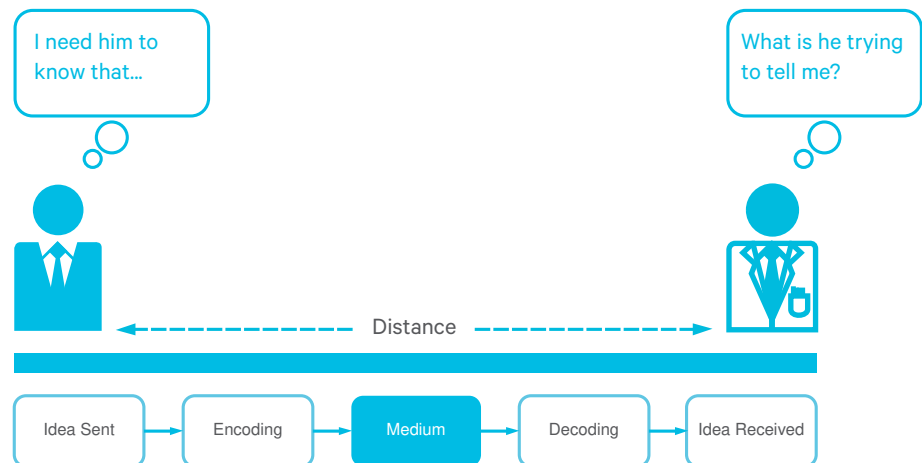 I need him to
know that...
What is he trying
to tell me?
Distance
Idea Sent
Encoding
Medium
Decoding
Idea Received